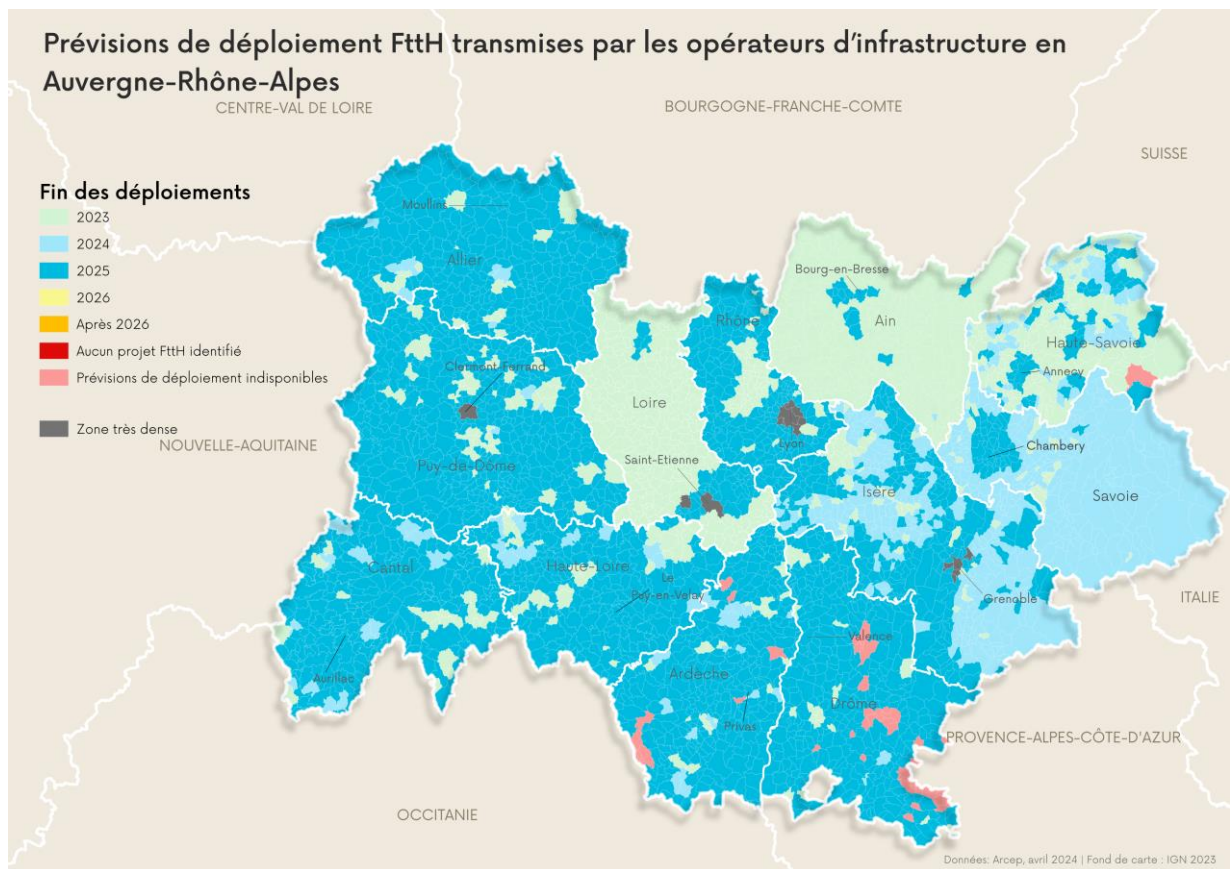 Prévisions de déploiement FttH transmises par les opérateurs d'infrastructure en
Auvergne-Rhône-Alpes
CENTRE-VAL DE LOIRE
BOURGOGNE-FRANCHE-COMTE
SUISSE
Fin des déploiements
2023
2024
2025
2026
Après 2026
Aucun projet FttH identifié
Prévisions de déploiement indisponibles
Zone très dense
NOUVELLE-AQUITAINE
Moulins
Allier
Bourg-en-Bresse
Rhône
Ain
Haute-Savoie
Annecy
Clermont-Ferrand
Loire
Lyon
Chambery
Puy-de-Dôme
Saint-Etienne
Isère
Savoie
Cantal
Haute-Loire
Le
Puy-en-Velay
Grenoble
ITALIE
Valence
Aurillac
Ardèche
Privas
Drôme
PROVENCE-ALPES-CÔTE-D'AZUR
OCCITANIE
Données: Arcep, avril 2024 | Fond de carte : IGN 2023